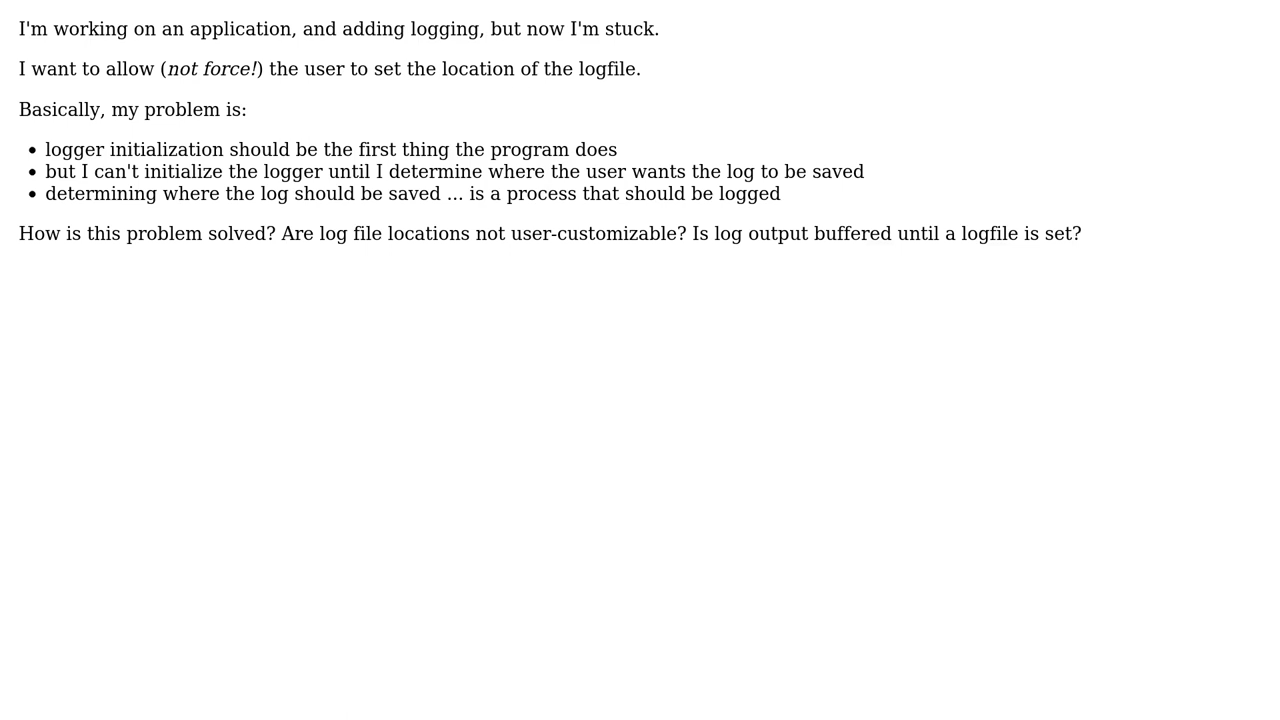 I'm working on an application, and adding logging, but now I'm stuck.
I want to allow (not force!) the user to set the location of the logfile.
Basically, my problem is:
• logger initialization should be the first thing the program does
• but I can't initialize the logger until I determine where the user wants the log to be saved
• determining where the log should be saved ... is a process that should be logged
How is this problem solved? Are log file locations not user-customizable? Is log output buffered until a logfile is set?